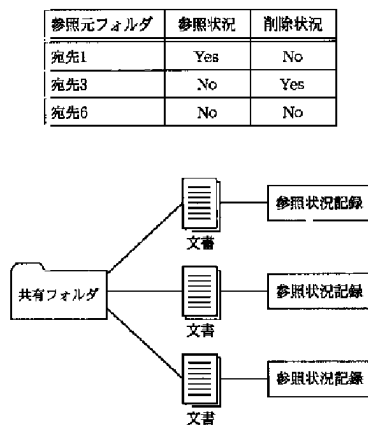 参照元フォルダ 参照状況 削除状況
宛先1 Yes No
宛先3 No Yes
宛先6 No No
参照状況記録
文書
共有フォルダ
参照状況記録
文書
参照状況記録
文書